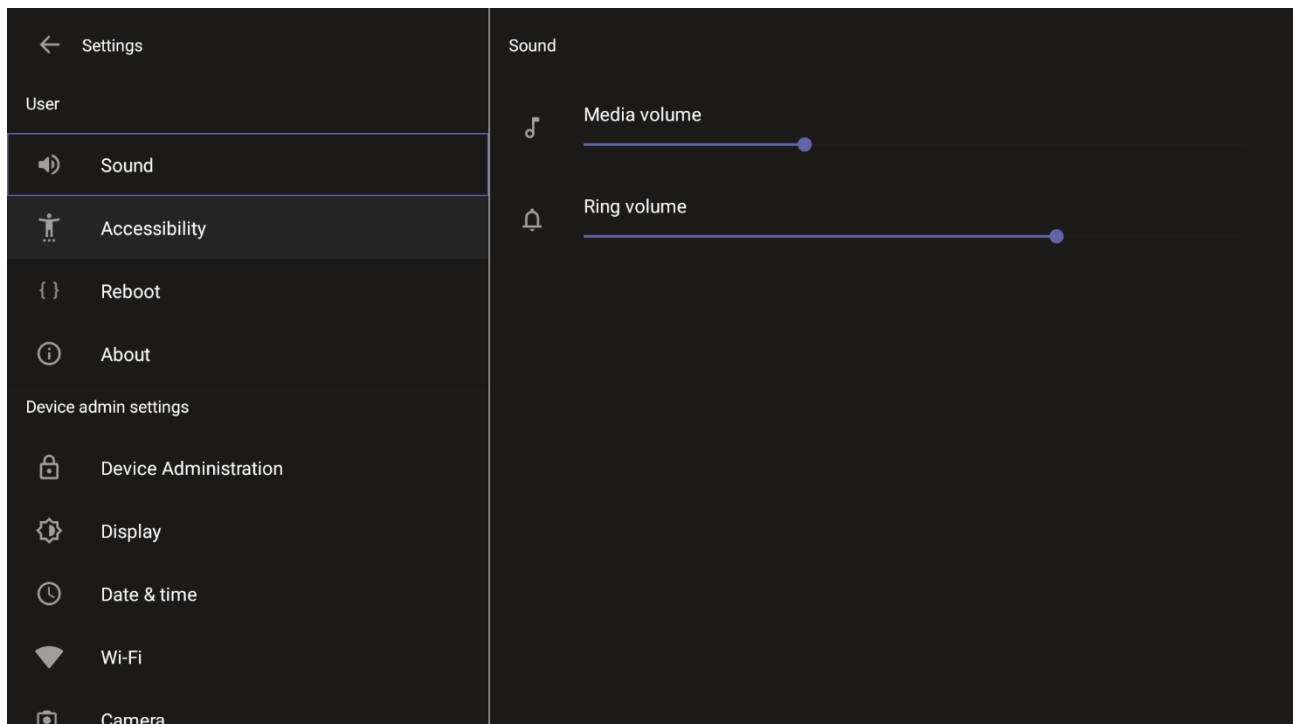 Settings
User
Sound
Accessibility
Reboot
About
Device admin settings
Device Administration
Display
Date & time
Wi-Fi
Camera
Sound
Media volume
Ring volume